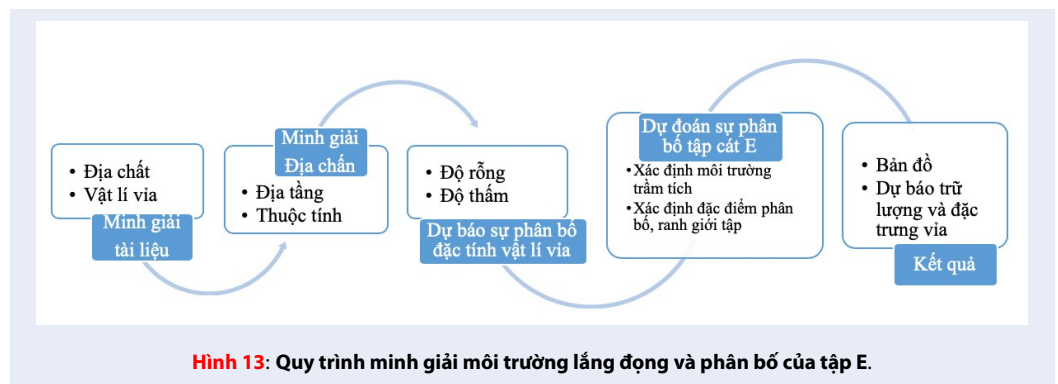 • Địa chất
• Vật lí vỉa
Minh giải
tài liệu
Minh giải
Địa chấn
• Địa tầng
• Thuộc tính
• Độ rỗng
• Độ thấm
Dự báo sự phân bố
đặc tính vật lí vỉa
Dự đoán sự phân
bố tập cát E
•Xác định môi trường
trầm tích
•Xác định đặc điểm phân
bố, ranh giới tập
• Bản đồ
• Dự báo trữ
lượng và đặc
trưng vỉa
Kết quả
Hình 13: Quy trình minh giải môi trường lắng đọng và phân bố của tập E.